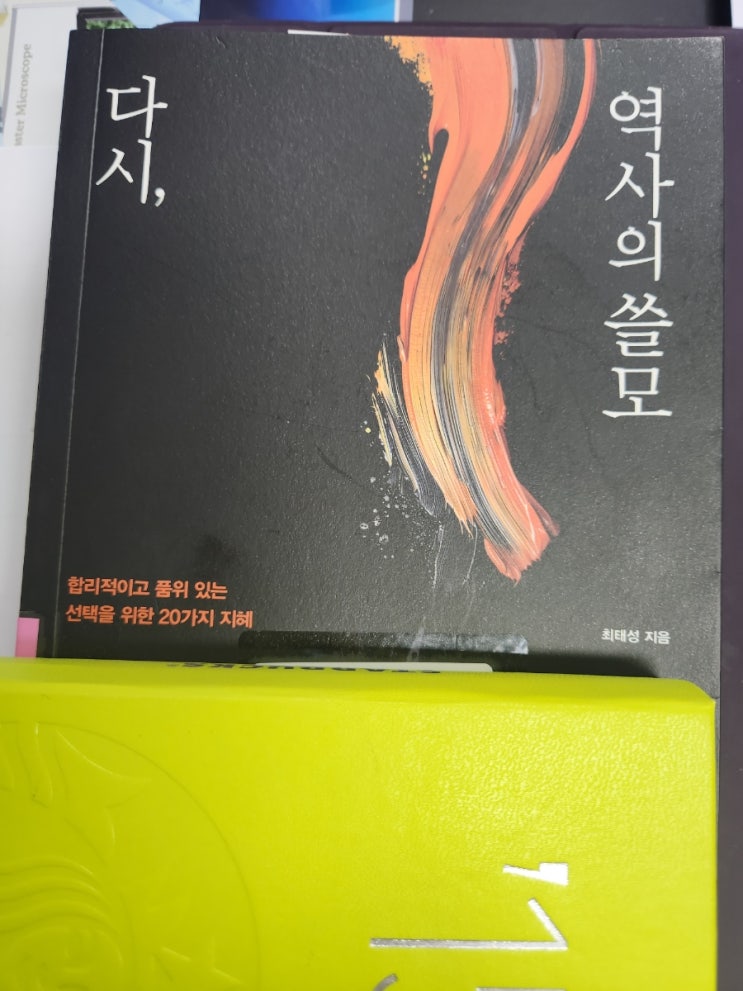 다시,
역사의 쓸모
합리적이고 품위 있는
선택을 위한 20가지 지혜
최태성 지음
Microscope